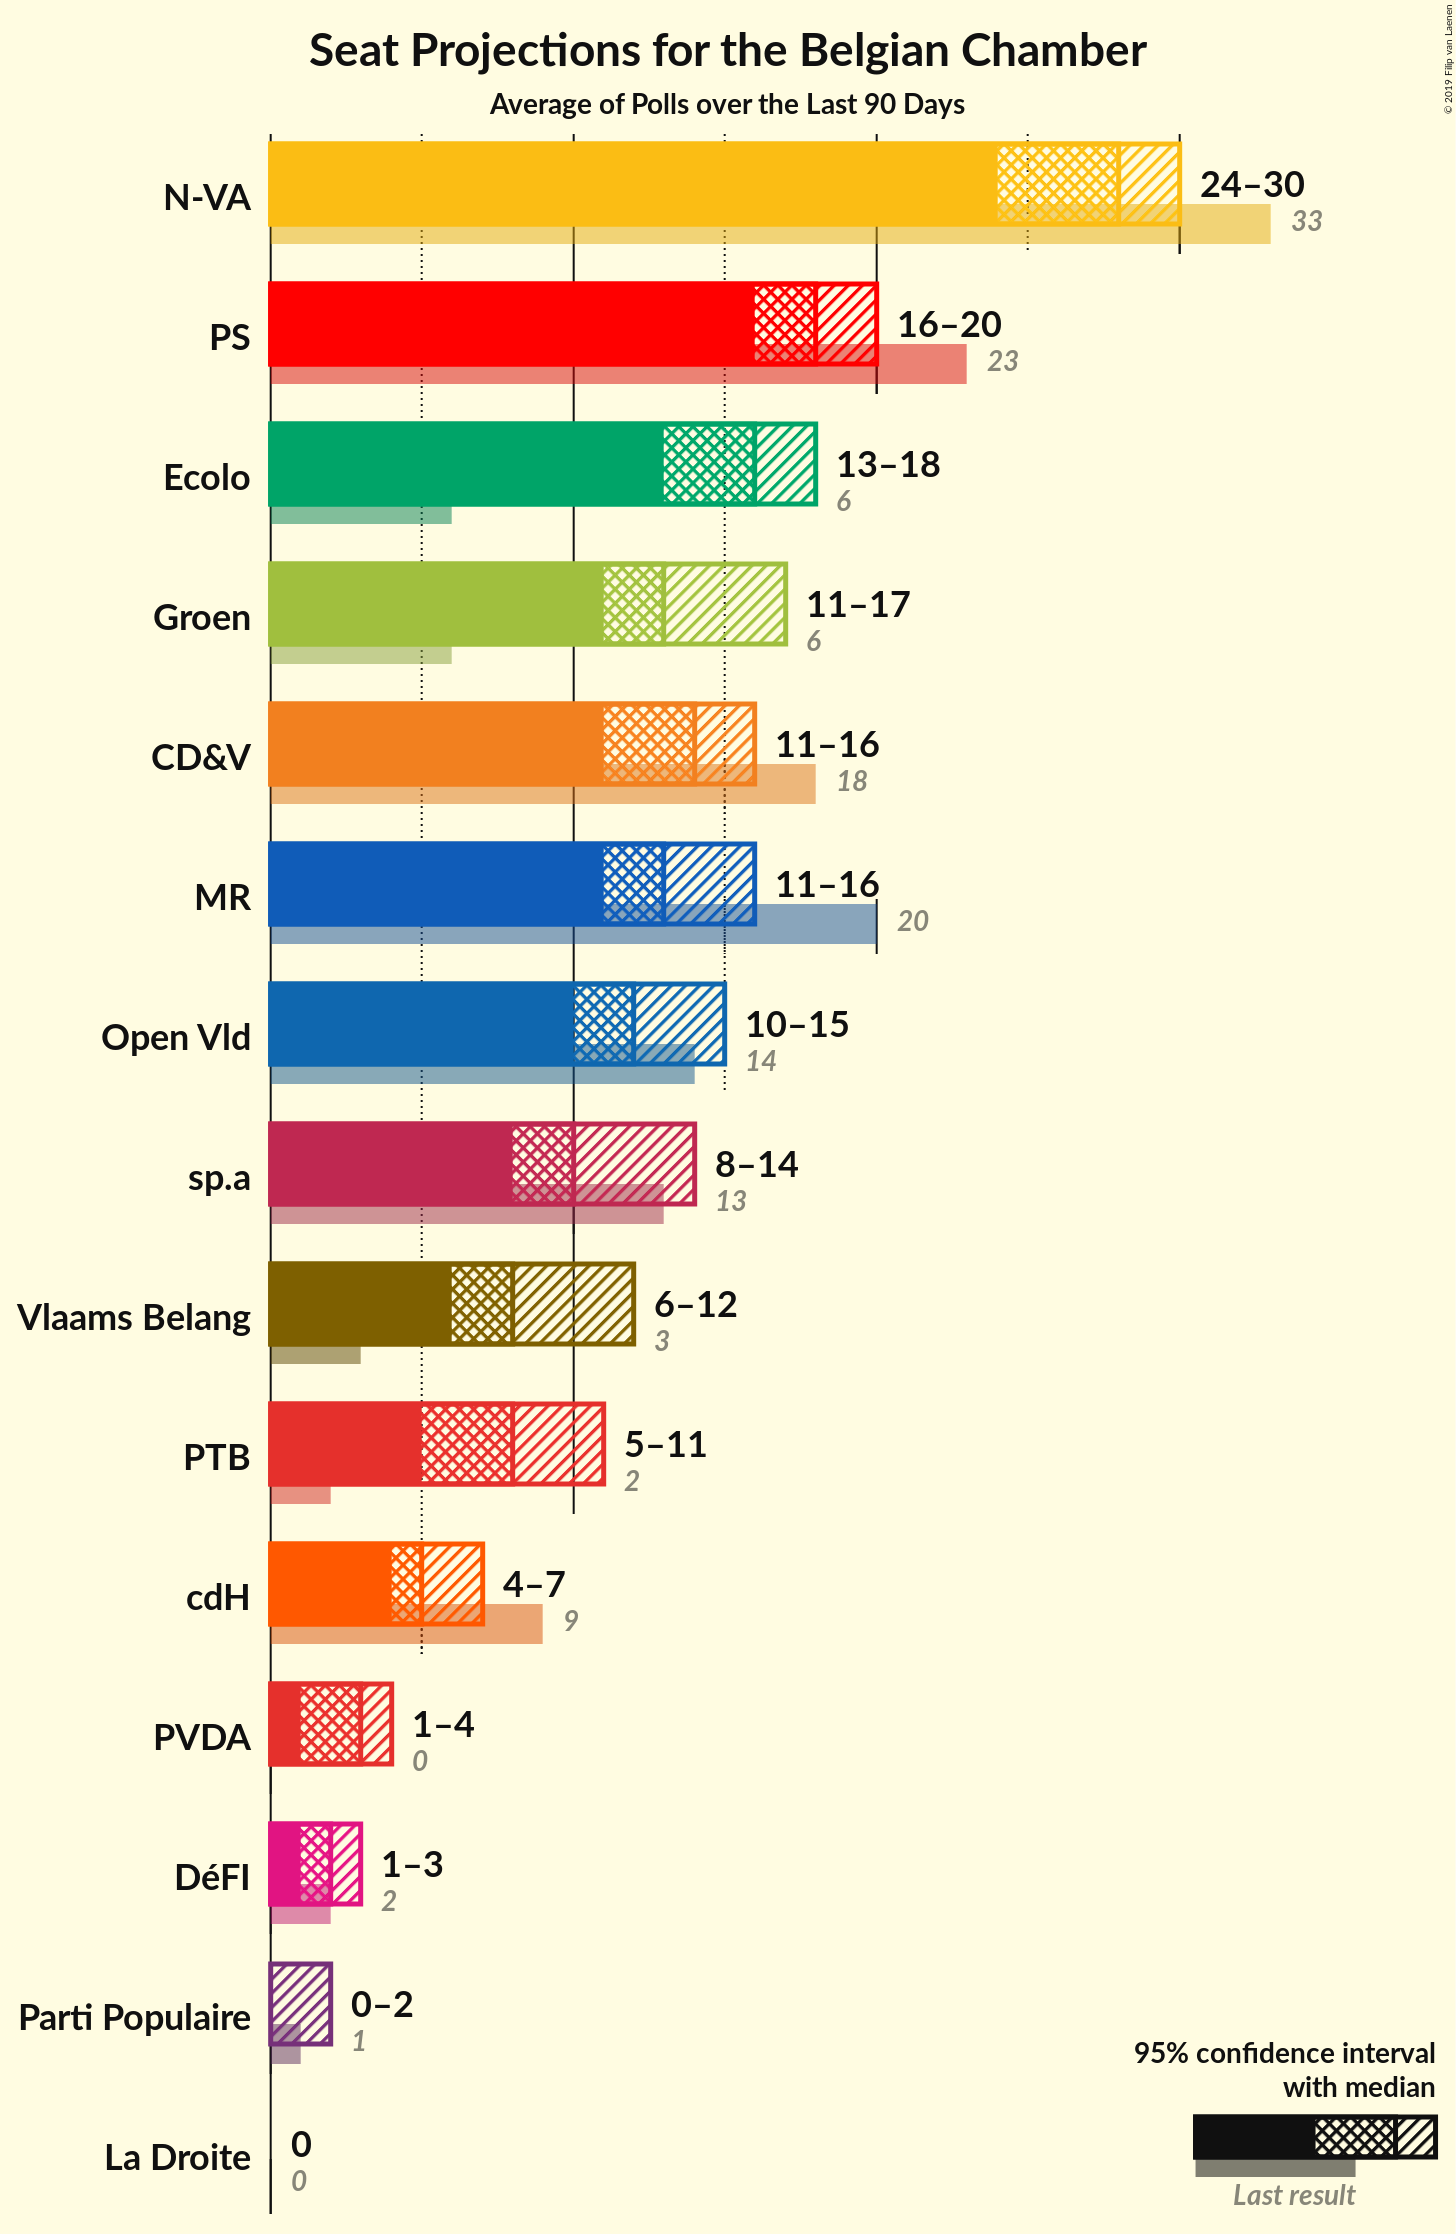 Seat Projections for the Belgian Chamber
Average of Polls over the Last 90 Days
© 2019 Filip van Laenen
N-VA
24–30
33
PS
16–20
23
Ecolo
13–18
6
Groen
11–17
6
CD&V
11–16
18
MR
11–16
20
Open Vld
10–15
14
sp.a
8–14
13
Vlaams Belang
6–12
3
PTB
5–11
2
cdH
4–7
9
PVDA
1–4
0
DéFI
1–3
2
Parti Populaire
0–2
1
La Droite
0
0
95% confidence interval
with median
Last result